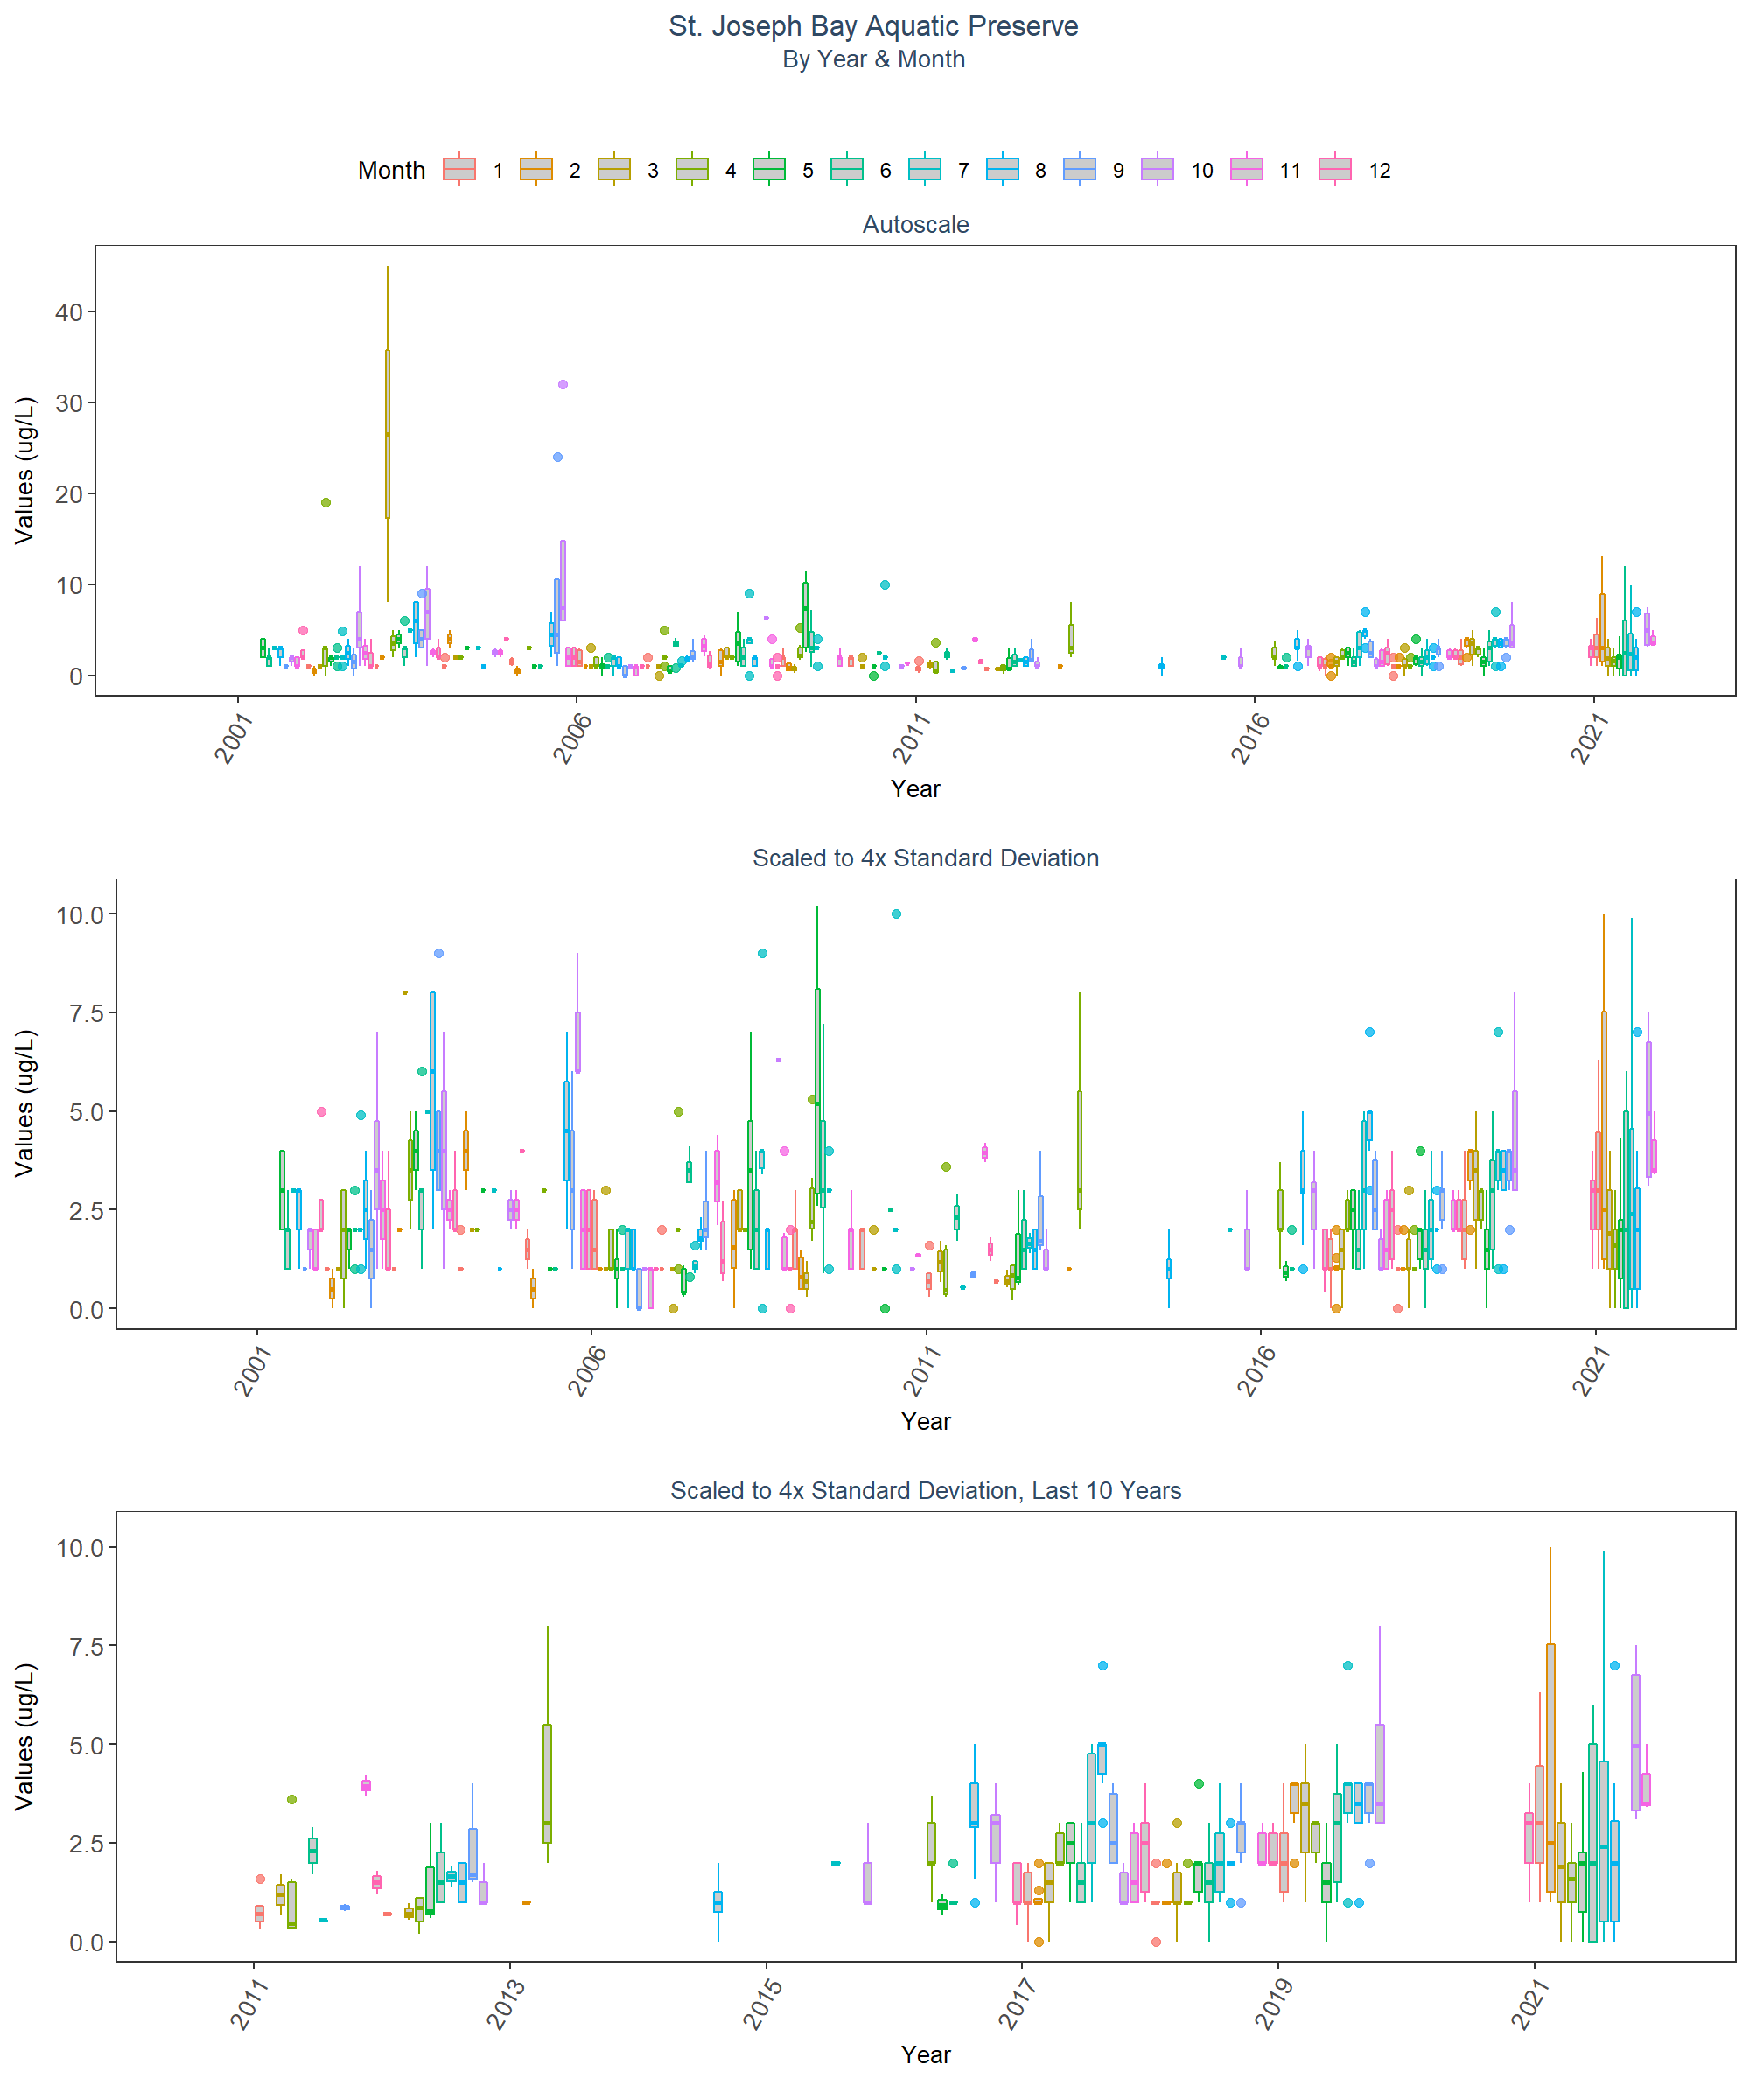 St. Joseph Bay Aquatic Preserve
By Year & Month
Month 1 2 3 4 5 6 7 8 9 10 11 12
Autoscale
Values (ug/L)
40
30
20
10
0
2001 2006 2011 2016 2021
Year
Scaled to 4x Standard Deviation
Values (ug/L)
10.0
7.5
5.0
2.5
0.0
2001 2006 2011 2016 2021
Year
Scaled to 4x Standard Deviation, Last 10 Years
Values (ug/L)
10.0
7.5
5.0
2.5
0.0
2011 2013 2015 2017 2019 2021
Year